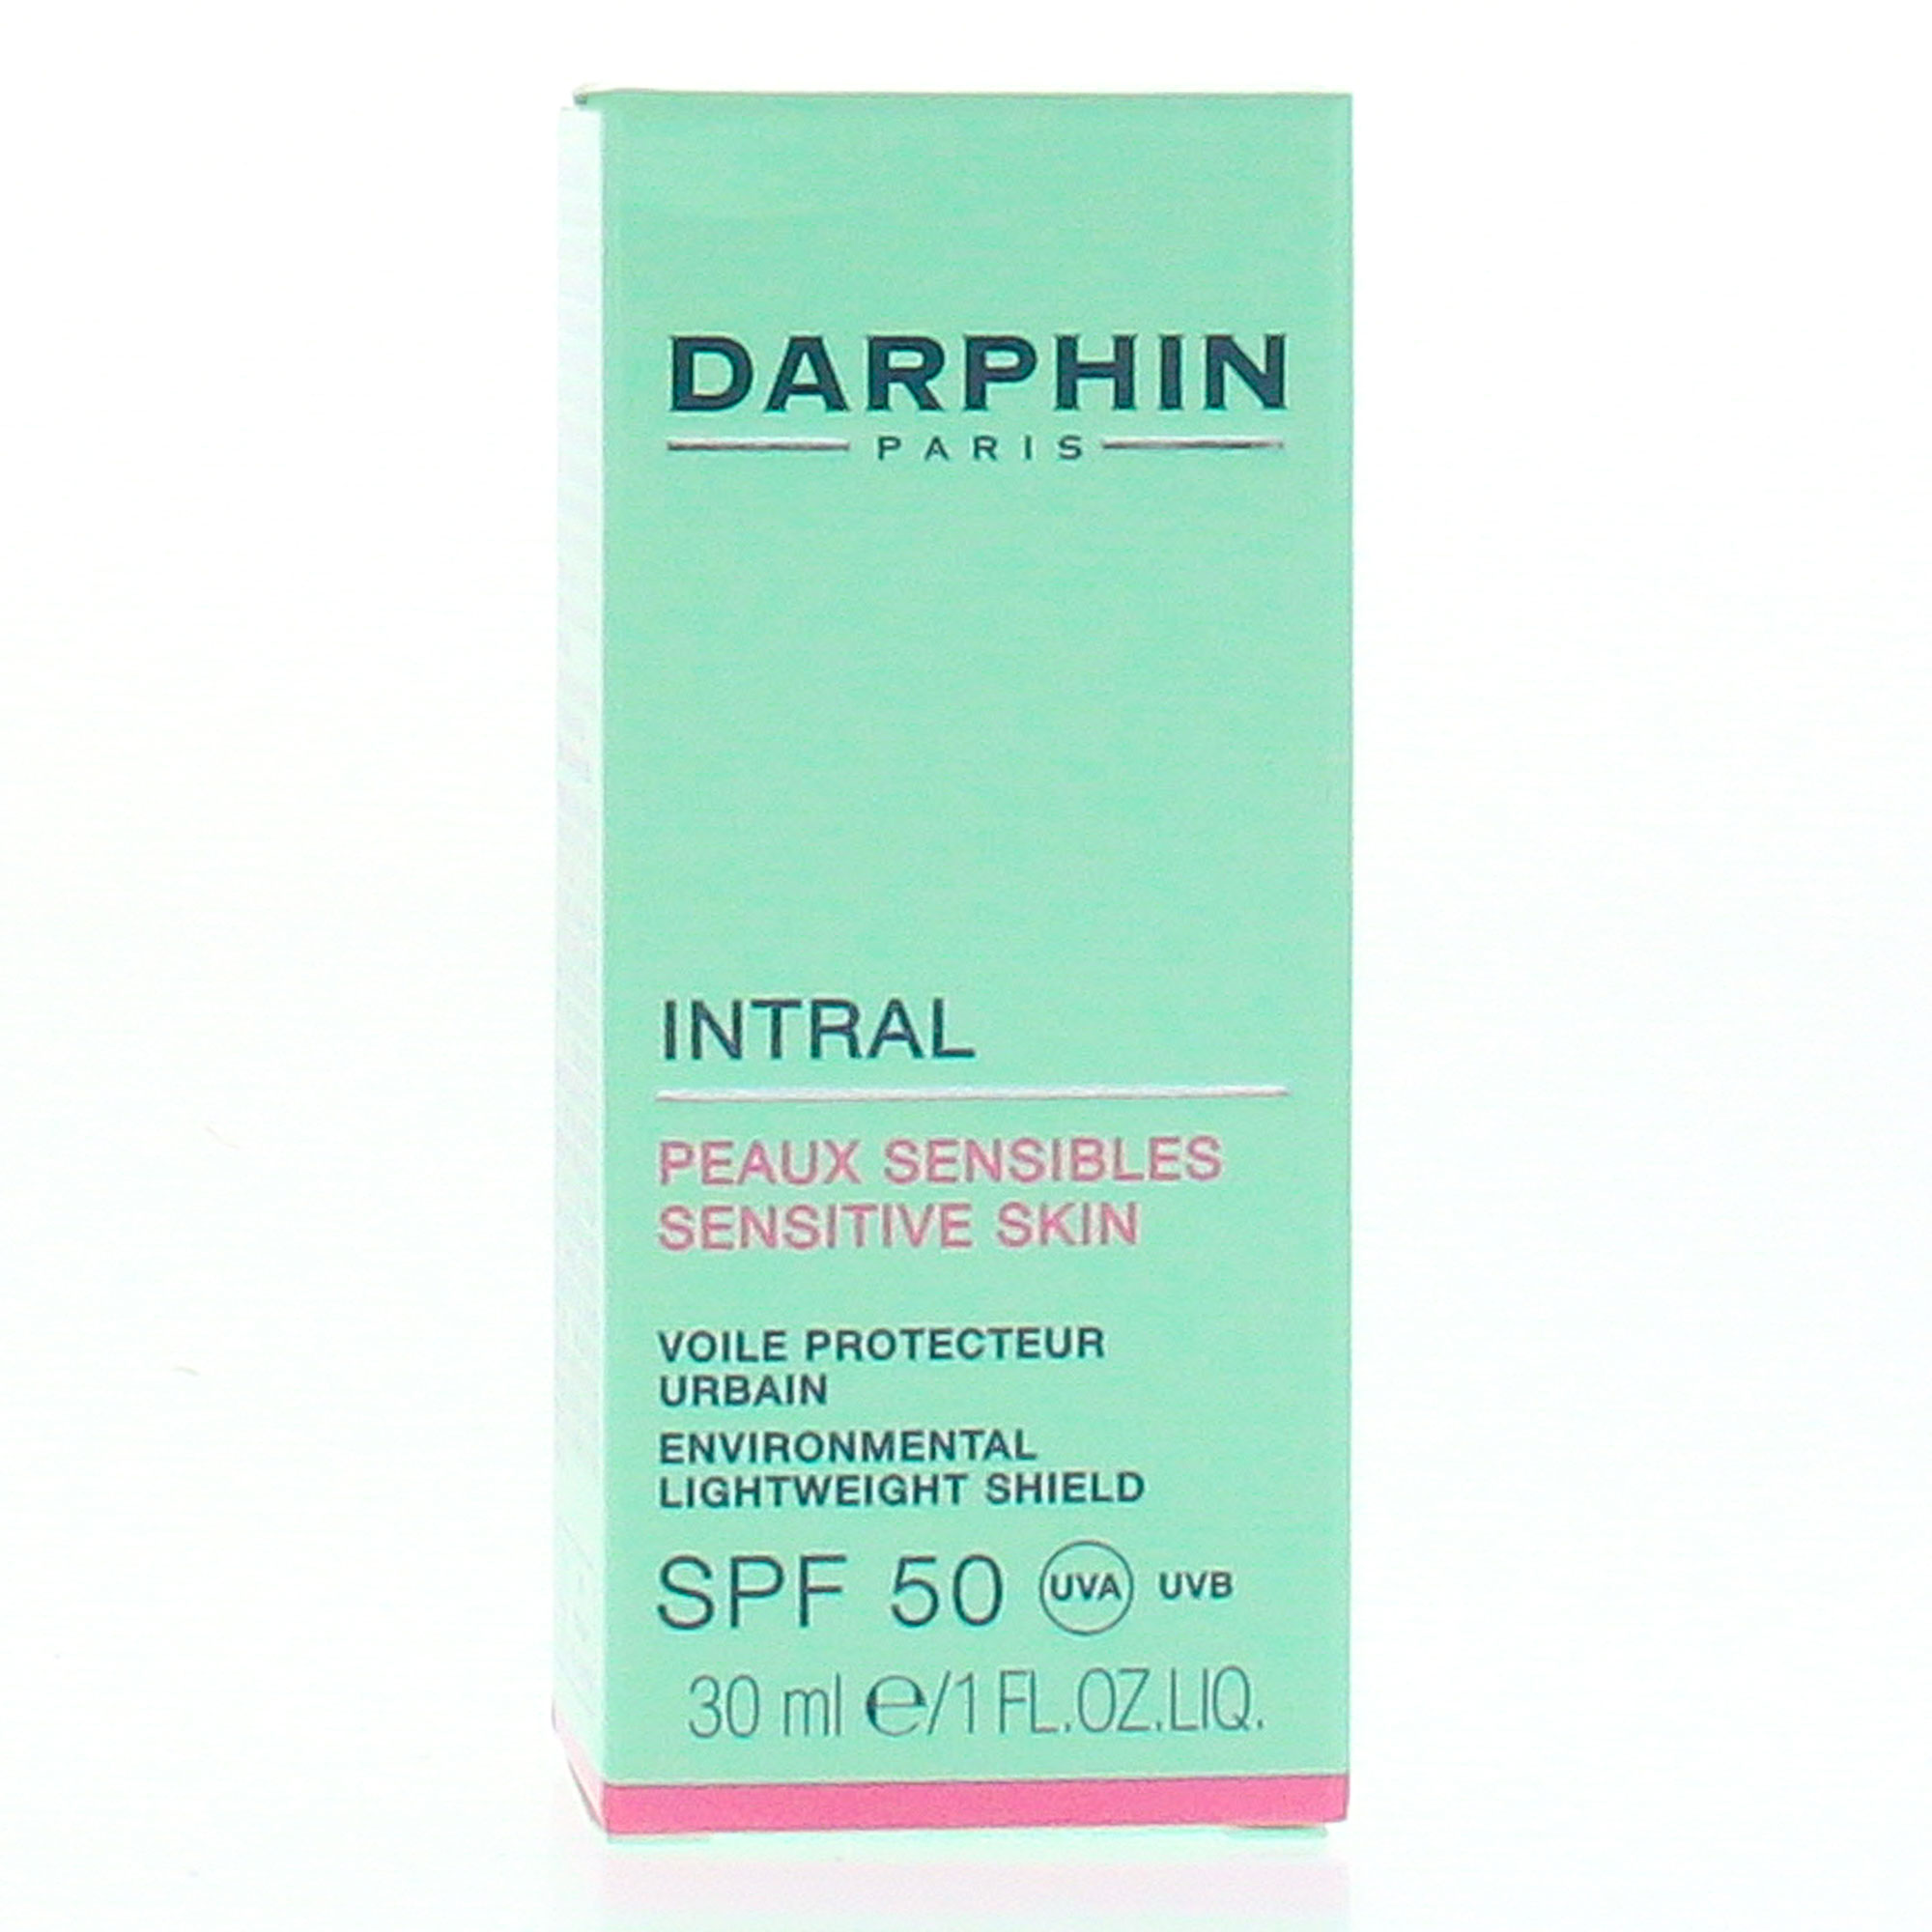 DARPHIN
PARIS
INTRAL
PEAUX SENSIBLES
SENSITIVE SKIN
VOILE PROTECTEUR
URBAIN
ENVIRONMENTAL
LIGHTWEIGHT SHIELD
SPF 50 UVA UVB
30 ml ℮/1 FL.OZ.LIQ.